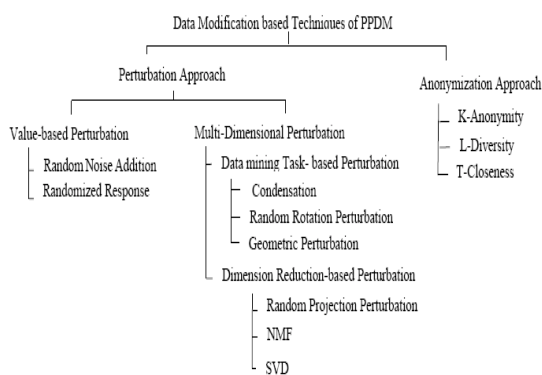 Data Modification based Technioues of PPDM
Perturbation Approach
Anonymization Approach
K-Anonymity
L-Diversity
T-Closeness
Value-based Perturbation
Random Noise Addition
Randomized Response
Multi-Dimensional Perturbation
Data mining Task- based Perturbation
Condensation
Random Rotation Perturbation
Geometric Perturbation
Dimension Reduction-based Perturbation
Random Projection Perturbation
NMF
SVD